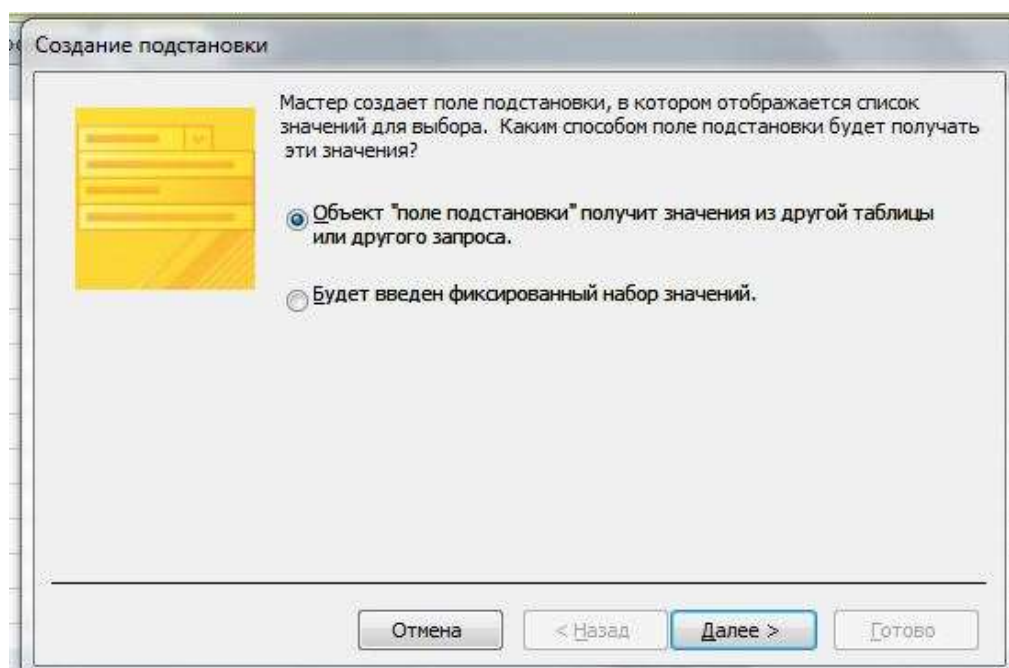 Создание подстановки
Мастер создает поле подстановки, в котором отображается список
значений для выбора. Каким способом поле подстановки будет получать
эти значения?
Объект "поле подстановки" получит значения из другой таблицы
или другого запроса.
Будет введен фиксированный набор значений.
Отмена
< Назад
Далее >
Готово